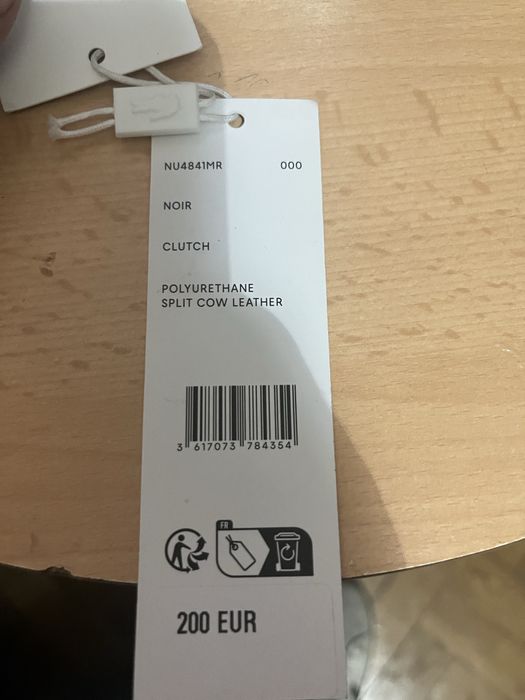 NU4841MR 000
NOIR
CLUTCH
POLYURETHANE
SPLIT COW LEATHER
3 617073 784354
FR
200 EUR